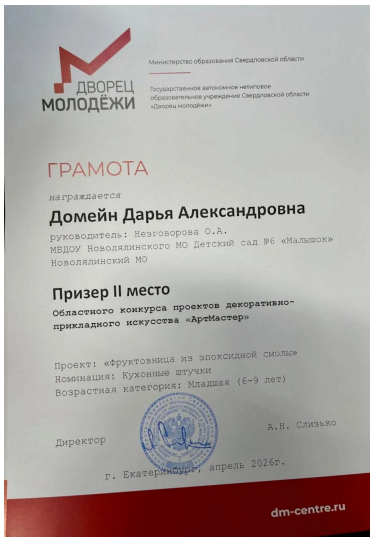 ДВОРЕЦ
МОЛОДЁЖИ
Министерство образования Свердловской области
Государственное автономное нетиповое
образовательное учреждение Свердловской области
«Дворец молодёжи»
ГРАМОТА
награждается
Домейн Дарья Александровна
руководитель: Незговорова О.А.
МБДОУ Новолялинского МО Детский сад №6 «Малышок»
Новолялинский МО
Призер II место
Областного конкурса проектов декоративно-
прикладного искусства «АртМастер»
Проект: «Фруктовница из эпоксидной смолы»
Номинация: Кухонные штучки
Возрастная категория: Младшая (6-9 лет)
Директор
А.Н. Слизько
г. Екатеринбург, апрель 2026г.
dm-centre.ru